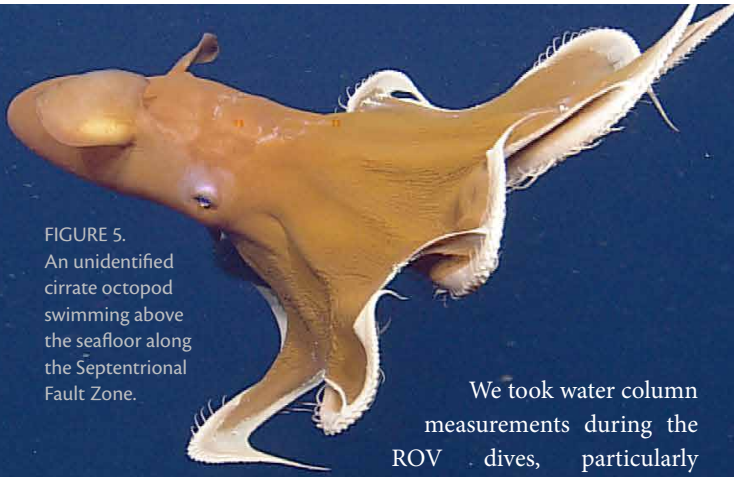 FIGURE 5.
An unidentified
cirrate octopod
swimming above
the seafloor along
the Septentrional
Fault Zone.
We took water column
measurements during the
ROV dives, particularly